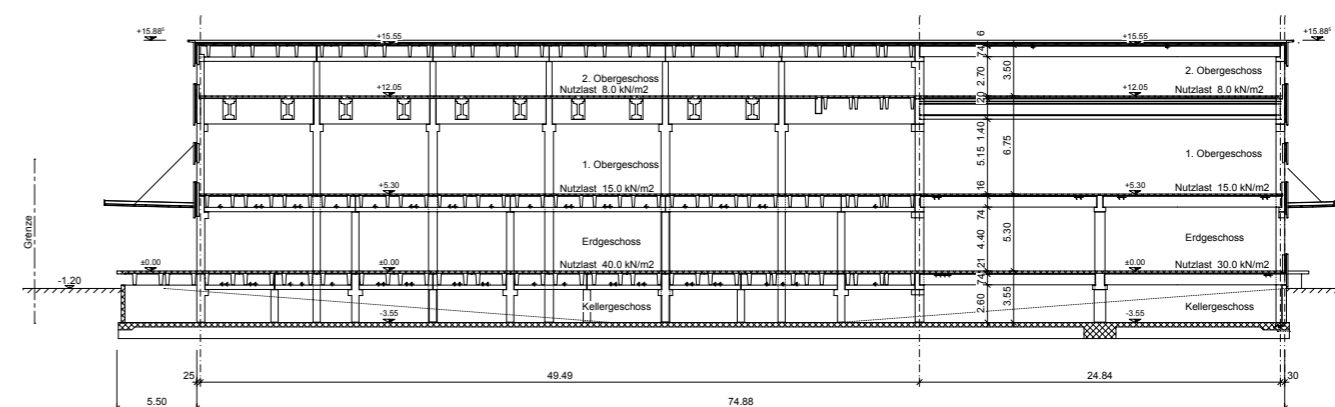 +15.88⁵
+15.55
6
+15.55
+15.88⁵
74
2. Obergeschoss
Nutzlast 8.0 kN/m2
2.70
3.50
2. Obergeschoss
Nutzlast 8.0 kN/m2
+12.05
20
+12.05
1.40
1. Obergeschoss
Nutzlast 15.0 kN/m2
5.15
6.75
1. Obergeschoss
Nutzlast 15.0 kN/m2
+5.30
16
+5.30
74
Grenze
Erdgeschoss
Nutzlast 40.0 kN/m2
4.40
5.30
Erdgeschoss
Nutzlast 30.0 kN/m2
±0.00
±0.00
21
±0.00
-1.20
74
Kellergeschoss
2.60
3.55
Kellergeschoss
-3.55
-3.55
25
49.49
24.84
30
5.50
74.88